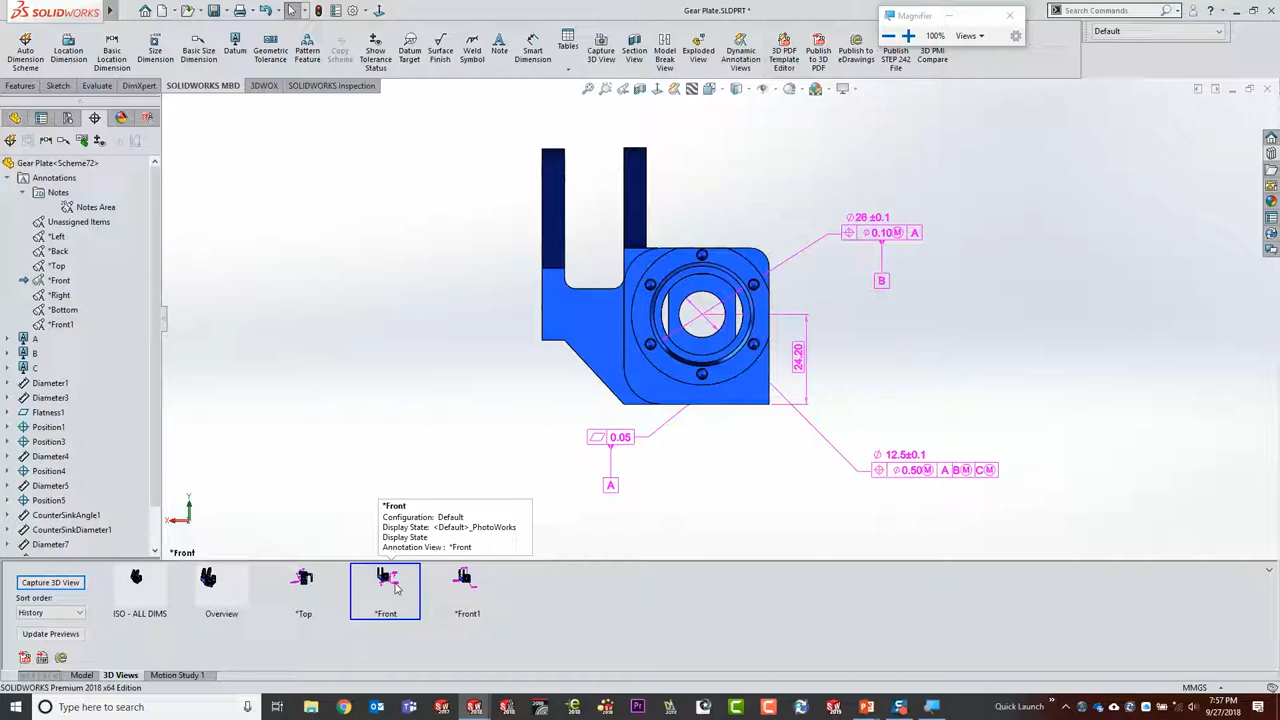 SOLIDWORKS
Gear Plate.SLDPRT *
Search Commands
Magnifier
100%
Views
Default
Auto Dimension Scheme
Location Dimension
Basic Location Dimension
Size Dimension
Basic Size Dimension
Datum
Geometric Tolerance
Pattern Feature
Copy Scheme
Show Tolerance Status
Datum Target
Surface Finish
Weld Symbol
Note
Smart Dimension
Tables
Capture 3D View
Section View
Model Break View
Exploded View
Dynamic Annotation Views
3D PDF Template Editor
Publish to 3D PDF
Publish to eDrawings
Publish STEP 242 File
3D PMI Compare
Features
Sketch
Evaluate
DimXpert
SOLIDWORKS MBD
3DWOX
SOLIDWORKS Inspection
Gear Plate<Scheme72>
Annotations
Notes
Notes Area
Unassigned Items
*Left
*Back
*Top
*Front
*Right
*Bottom
*Front1
A
B
C
Diameter1
Diameter3
Flatness1
Position1
Position3
Diameter4
Position4
Diameter5
Position5
CounterSinkAngle1
CounterSinkDiameter1
Diameter7
∅26 ±0.1
∅0.10Ⓜ A
B
24.20
0.05
A
∅ 12.5±0.1
∅0.50Ⓜ A BⓂ CⓂ
Y
X
*Front
*Front
Configuration: Default
Display State: <Default>_PhotoWorks
Display State
Annotation View : *Front
Capture 3D View
Sort order:
History
Update Previews
ISO - ALL DIMS
Overview
*Top
*Front
*Front1
Model
3D Views
Motion Study 1
SOLIDWORKS Premium 2018 x64 Edition
MMGS
Type here to search
Quick Launch
7:57 PM
9/27/2018